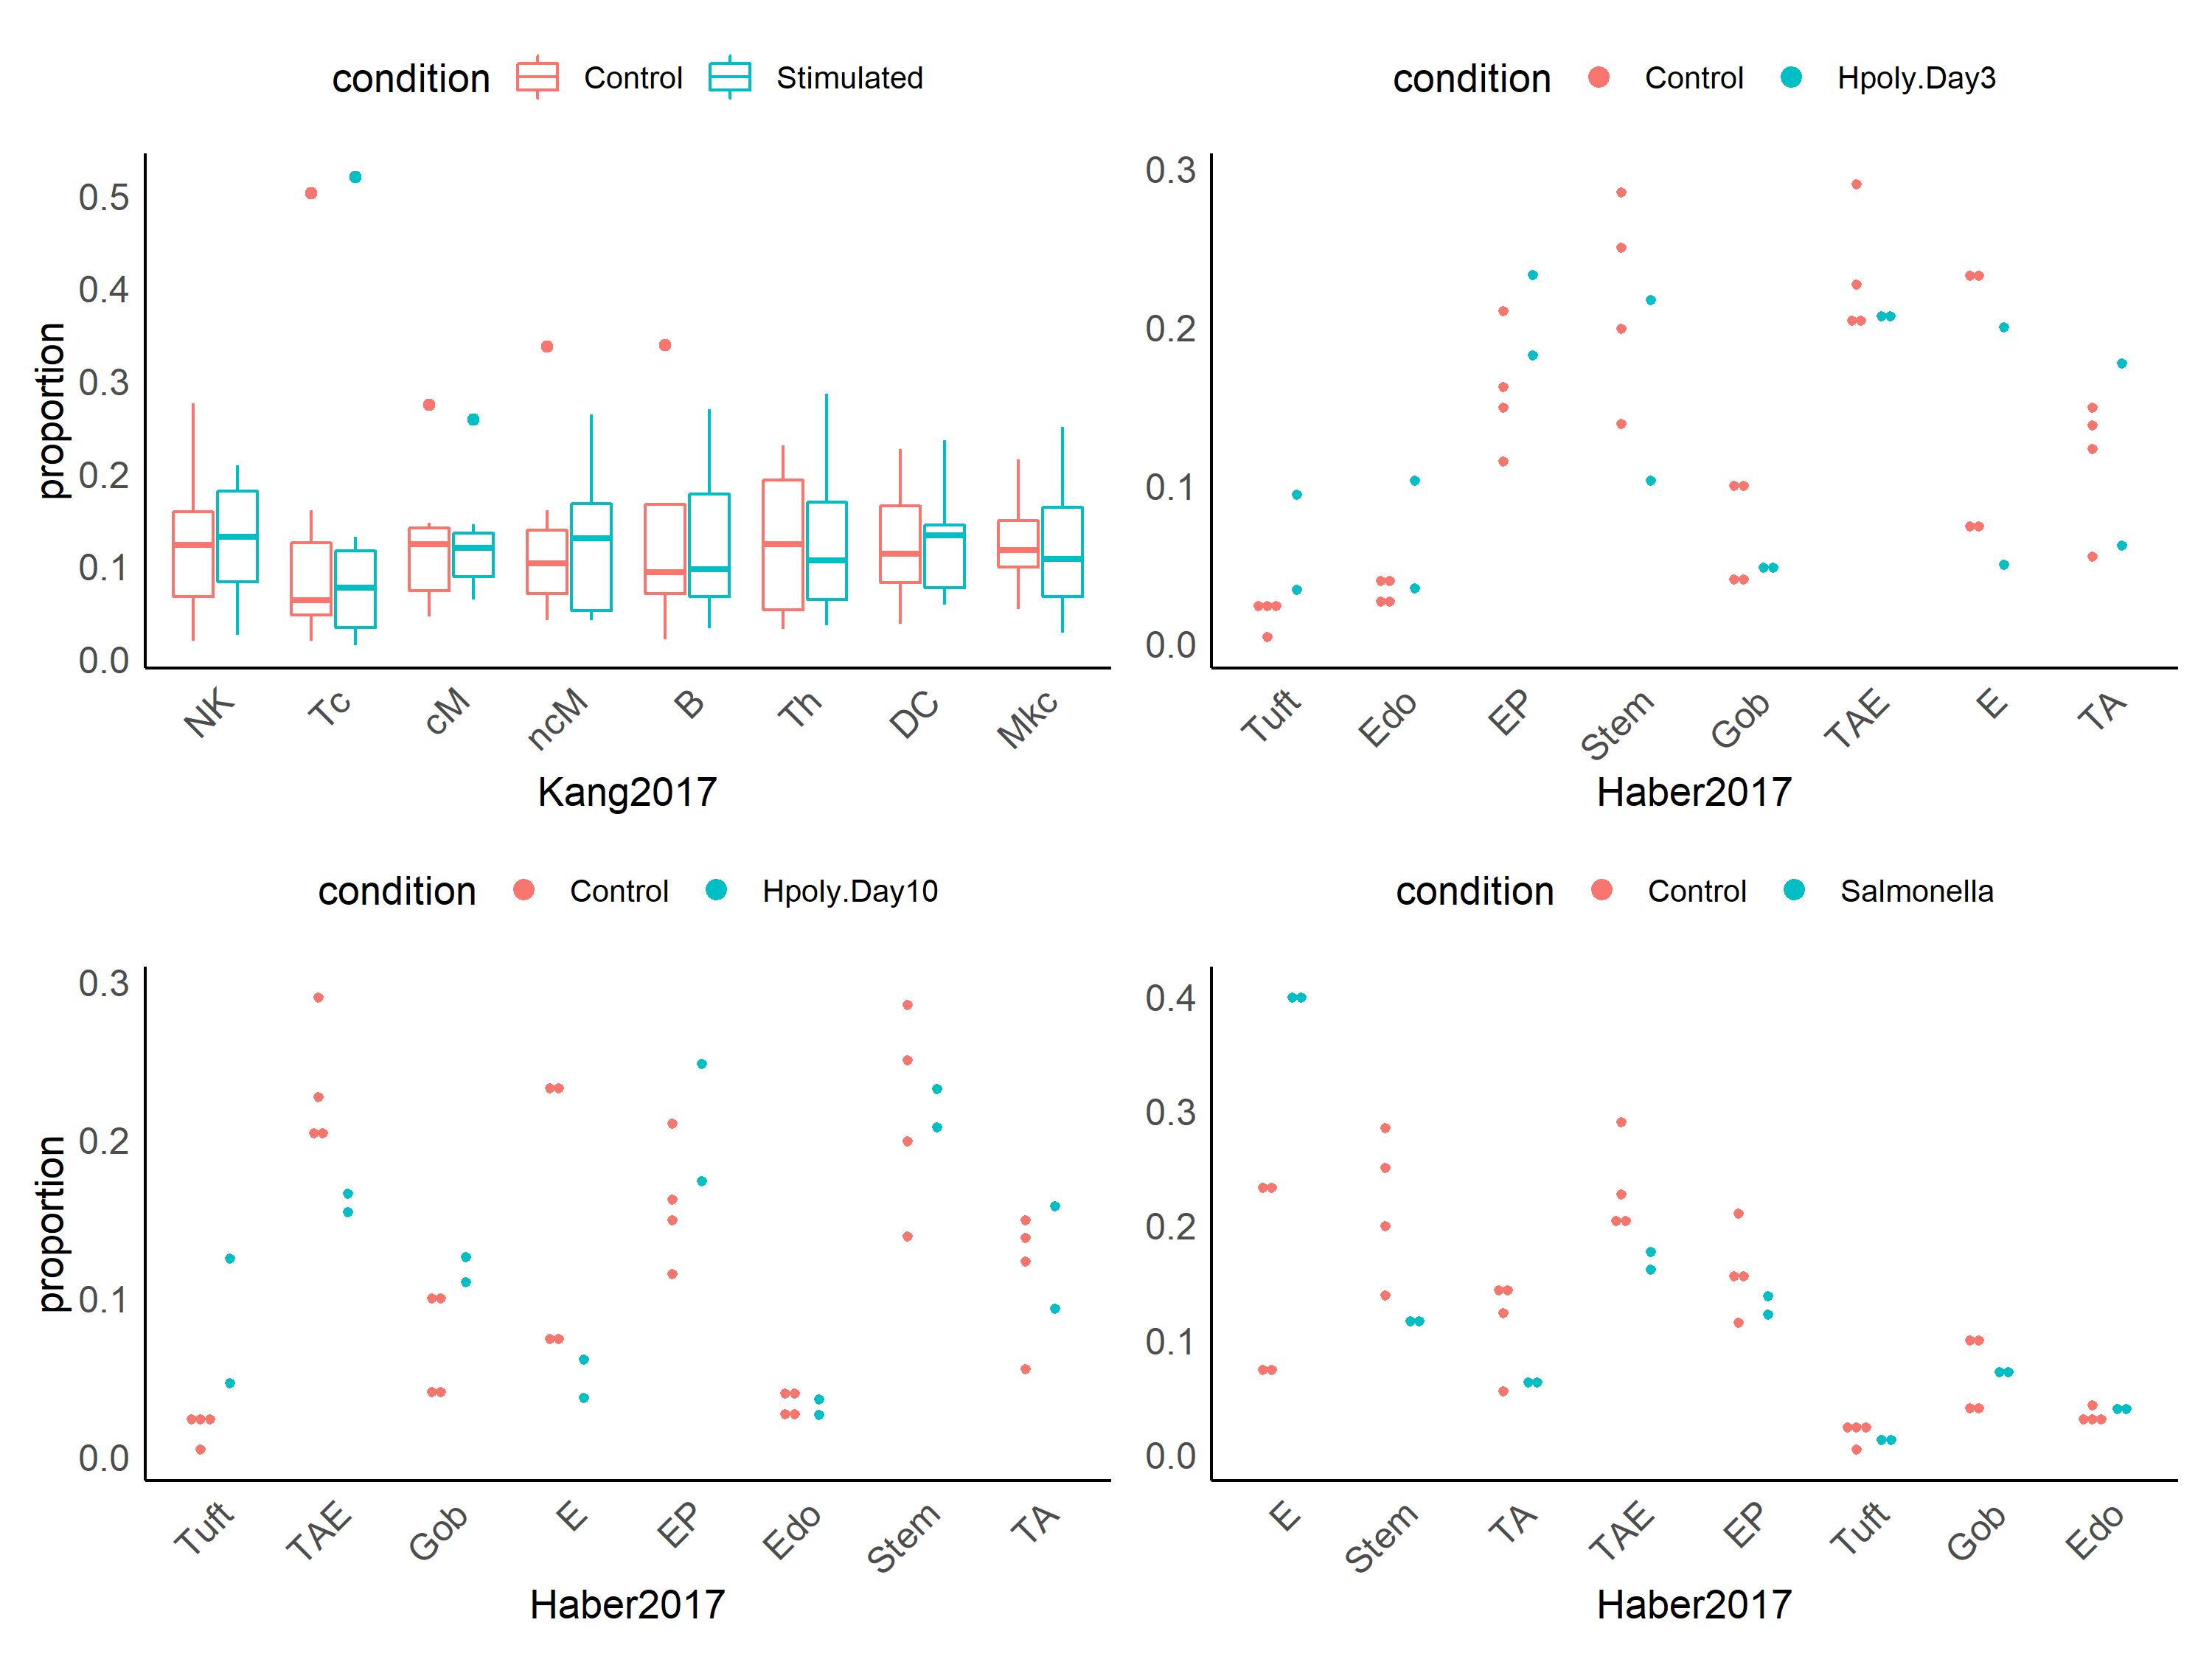 condition Control Stimulated
proportion
0.5
0.4
0.3
0.2
0.1
0.0
NK Tc cM ncM B Th DC Mkc
Kang2017
condition Control Hpoly.Day3
0.3
0.2
0.1
0.0
Tuft Edo EP Stem Gob TAE E TA
Haber2017
condition Control Hpoly.Day10
proportion
0.3
0.2
0.1
0.0
Tuft TAE Gob E EP Edo Stem TA
Haber2017
condition Control Salmonella
0.4
0.3
0.2
0.1
0.0
E Stem TA TAE EP Tuft Gob Edo
Haber2017